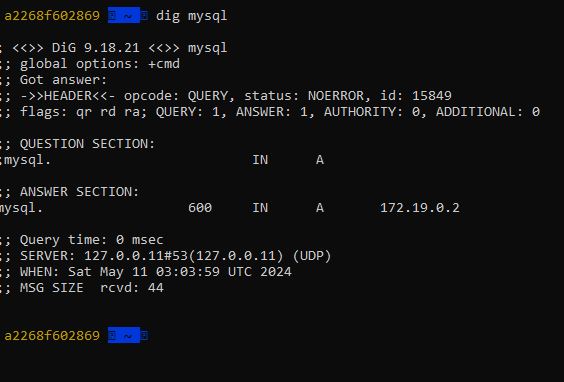 a2268f602869 ~ dig mysql
; <<>> DiG 9.18.21 <<>> mysql
;; global options: +cmd
;; Got answer:
;; ->>HEADER<<- opcode: QUERY, status: NOERROR, id: 15849
;; flags: qr rd ra; QUERY: 1, ANSWER: 1, AUTHORITY: 0, ADDITIONAL: 0
;; QUESTION SECTION:
;mysql. IN A
;; ANSWER SECTION:
mysql. 600 IN A 172.19.0.2
;; Query time: 0 msec
;; SERVER: 127.0.0.11#53(127.0.0.11) (UDP)
;; WHEN: Sat May 11 03:03:59 UTC 2024
;; MSG SIZE rcvd: 44
a2268f602869 ~